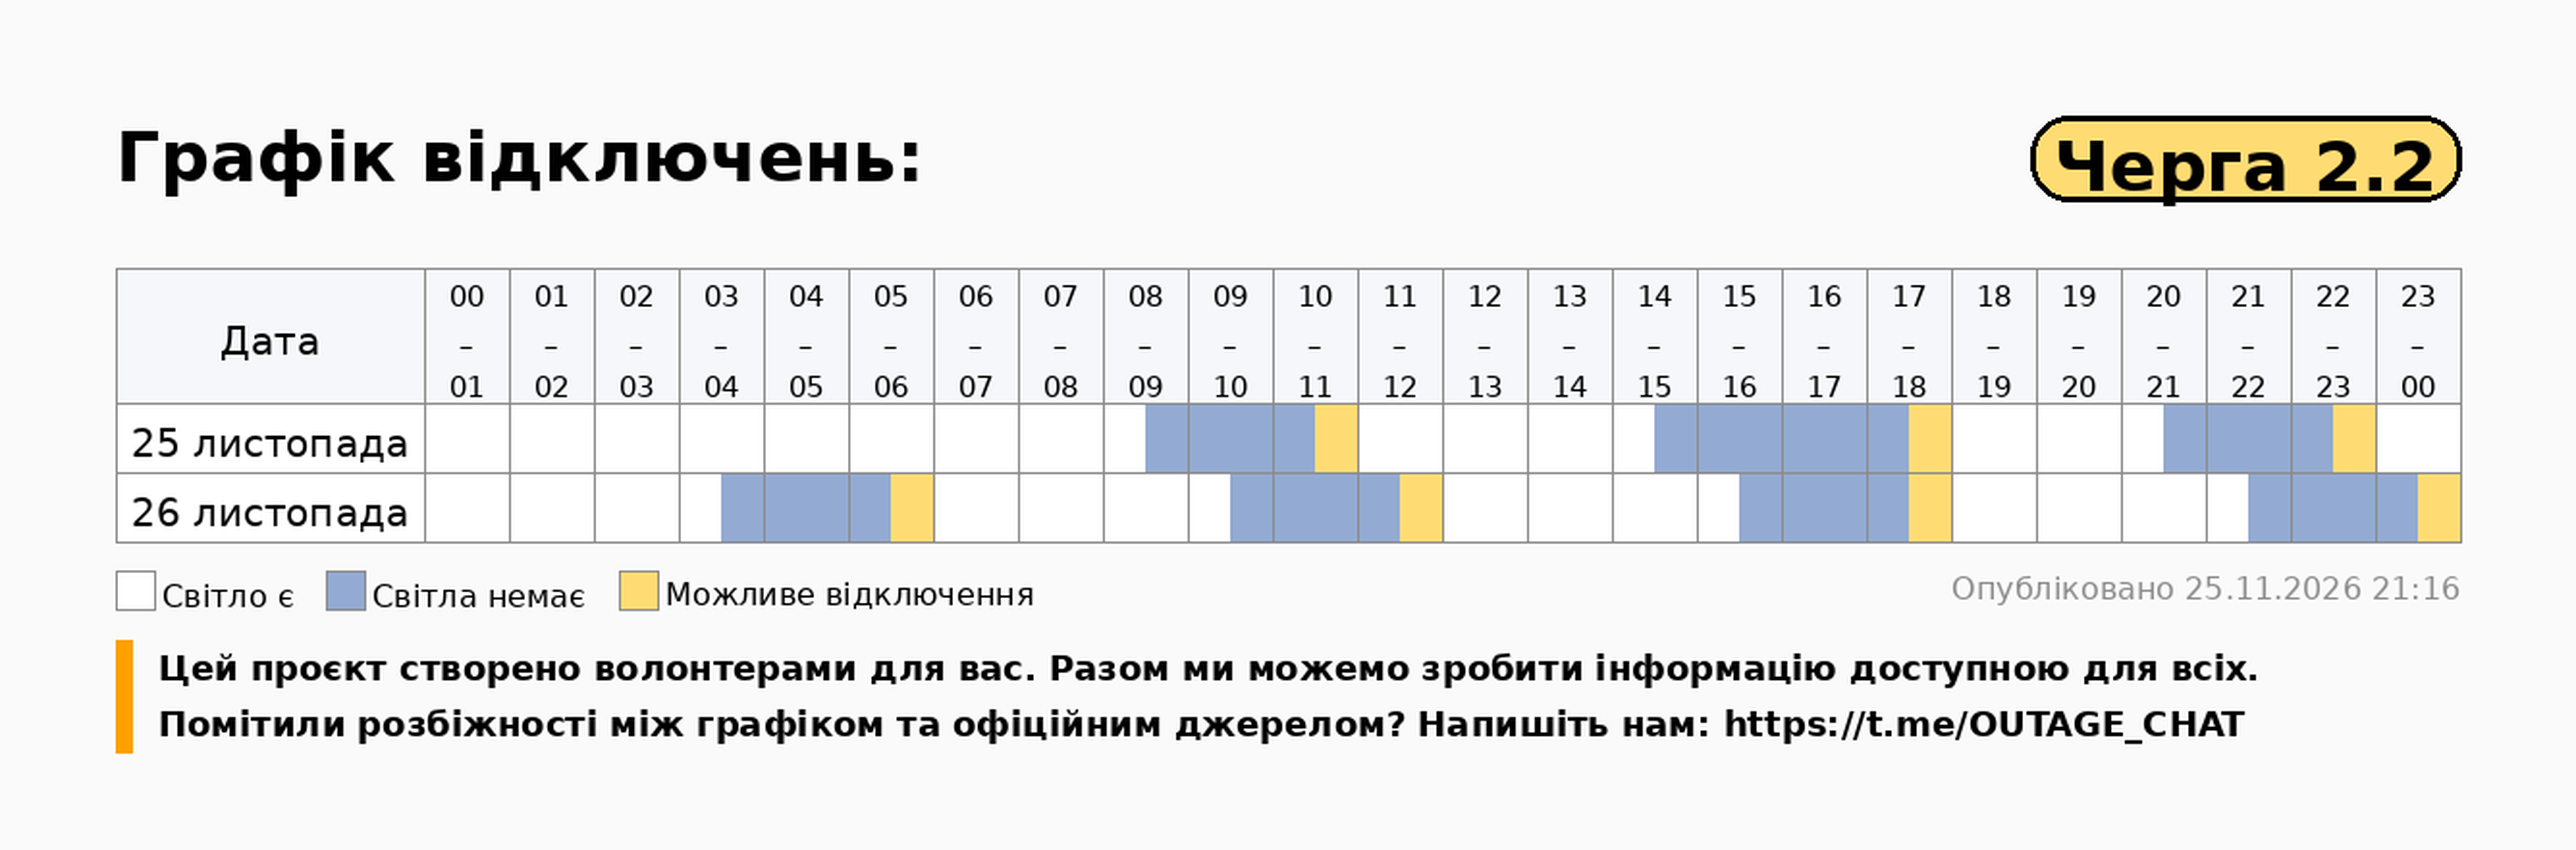 Графік відключень:
Черга 2.2
Дата
00 – 01
01 – 02
02 – 03
03 – 04
04 – 05
05 – 06
06 – 07
07 – 08
08 – 09
09 – 10
10 – 11
11 – 12
12 – 13
13 – 14
14 – 15
15 – 16
16 – 17
17 – 18
18 – 19
19 – 20
20 – 21
21 – 22
22 – 23
23 – 00
25 листопада
26 листопада
Світло є
Світла немає
Можливе відключення
Опубліковано 25.11.2026 21:16
Цей проєкт створено волонтерами для вас. Разом ми можемо зробити інформацію доступною для всіх.
Помітили розбіжності між графіком та офіційним джерелом? Напишіть нам: https://t.me/OUTAGE_CHAT